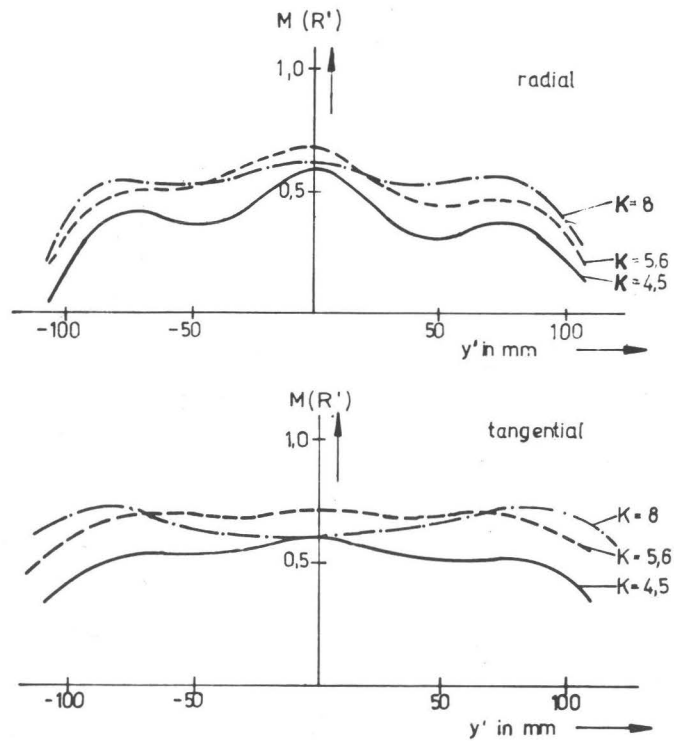 M (R')
1,0
radial
0,5
K= 8
K= 5,6
K= 4,5
-100 -50 50 100
y' in mm
M (R')
1,0
tangential
K = 8
0,5
K= 5,6
K= 4,5
-100 -50 50 100
y' in mm